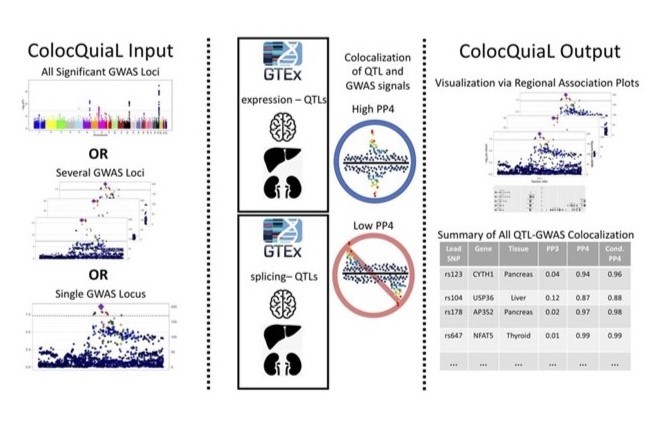 ColocQuiaL Input
All Significant GWAS Loci
OR
Several GWAS Loci
OR
Single GWAS Locus
GTEx
expression – QTLs
GTEx
splicing– QTLs
Colocalization
of QTL and
GWAS signals
High PP4
Low PP4
ColocQuiaL Output
Visualization via Regional Association Plots
Summary of All QTL-GWAS Colocalization
Lead SNP Gene Tissue PP3 PP4 Cond. PP4
rs123 CYTH1 Pancreas 0.04 0.94 0.96
rs104 USP36 Liver 0.12 0.87 0.88
rs178 AP3S2 Pancreas 0.02 0.97 0.98
rs647 NFAT5 Thyroid 0.01 0.99 0.99
... ... ... ... ... ...